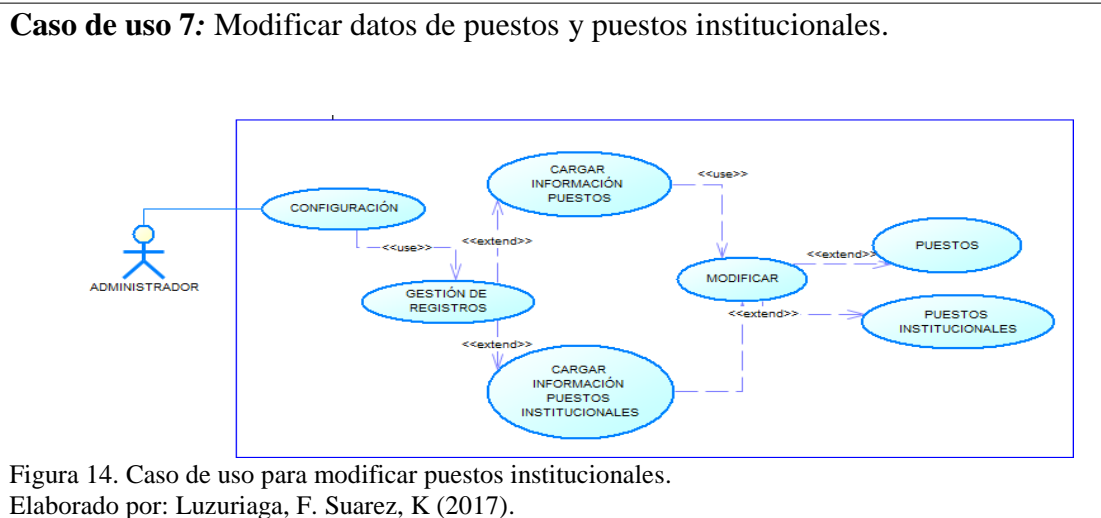 Caso de uso 7: Modificar datos de puestos y puestos institucionales.
CARGAR
INFORMACIÓN
PUESTOS
<<use>>
CONFIGURACIÓN
<<use>>
<<extend>>
<<extend>>
PUESTOS
ADMINISTRADOR
GESTIÓN DE
REGISTROS
MODIFICAR
<<extend>>
PUESTOS
INSTITUCIONALES
<<extend>>
CARGAR
INFORMACIÓN
PUESTOS
INSTITUCIONALES
Figura 14. Caso de uso para modificar puestos institucionales.
Elaborado por: Luzuriaga, F. Suarez, K (2017).